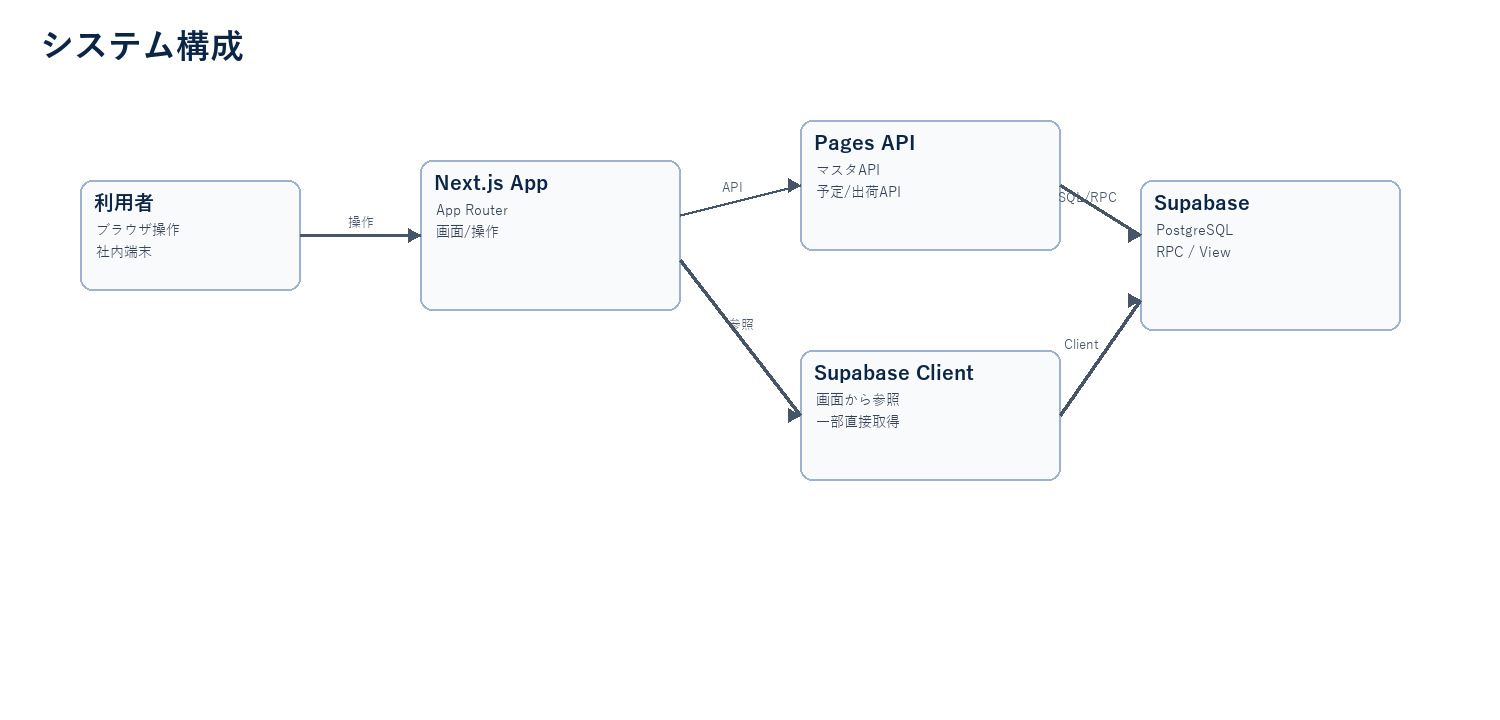 システム構成
利用者
ブラウザ操作
社内端末
操作
Next.js App
App Router
画面/操作
API
参照
Pages API
マスタAPI
予定/出荷API
Supabase Client
画面から参照
一部直接取得
SQL/RPC
Client
Supabase
PostgreSQL
RPC / View